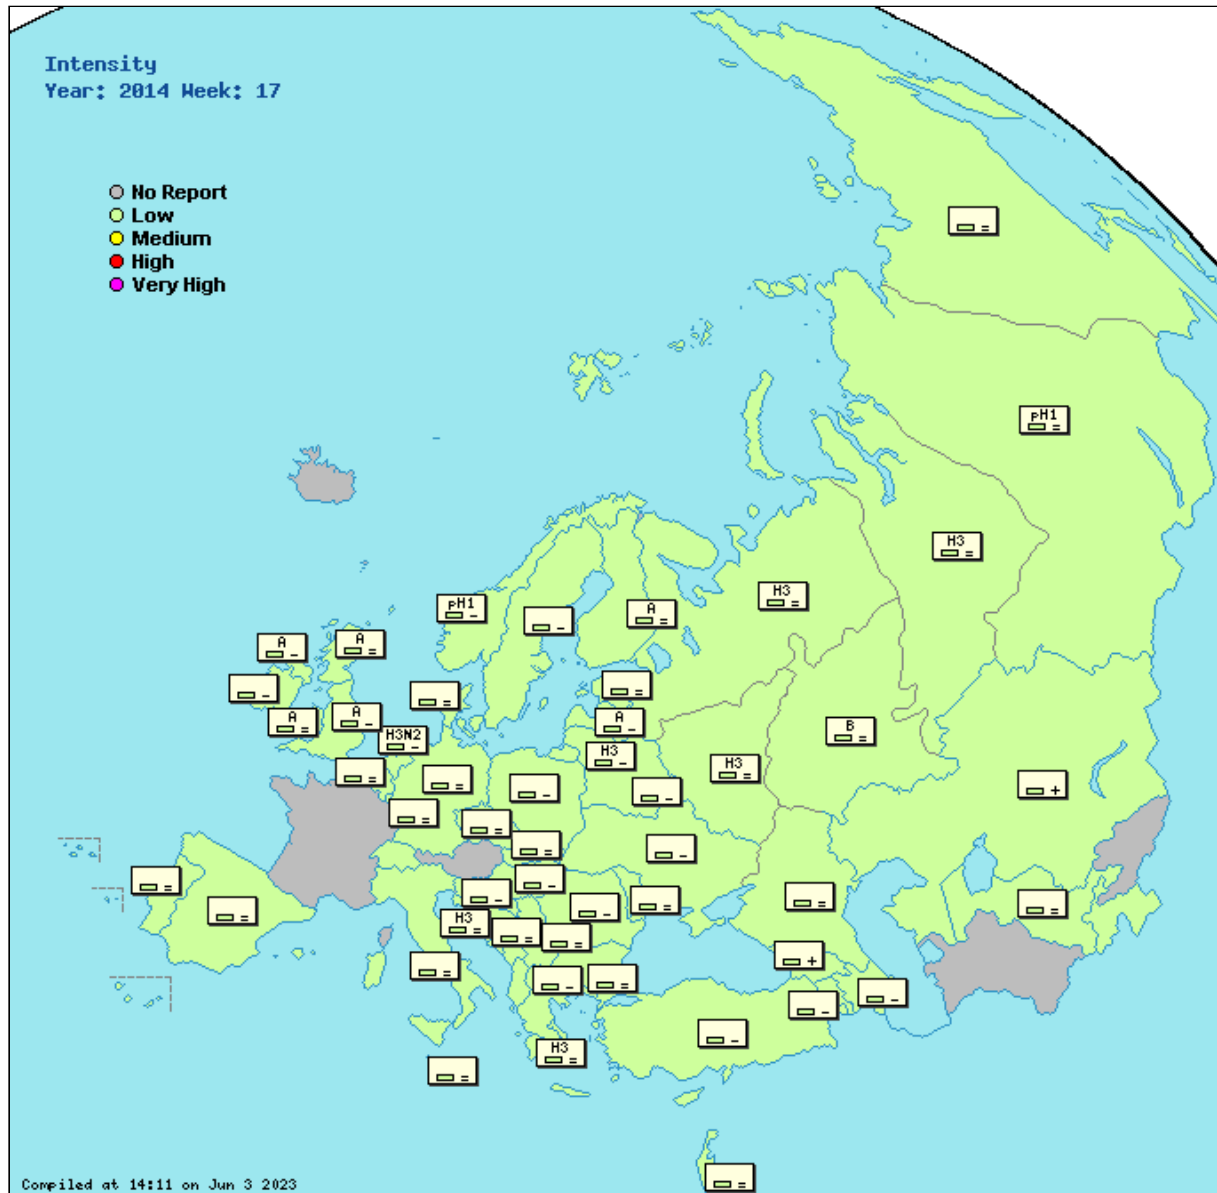 Intensity
Year: 2014 Week: 17
No Report
Low
Medium
High
Very High
=
pH1
=
H3
=
H3
=
pH1
-
-
A
=
A
-
A
=
-
=
=
A
=
A
-
H3N2
-
A
-
H3
-
B
=
H3
=
=
=
-
-
+
=
=
=
-
=
=
-
-
-
=
=
=
H3
=
=
=
=
+
=
-
=
-
-
-
H3
=
=
=
Compiled at 14:11 on Jun 3 2023